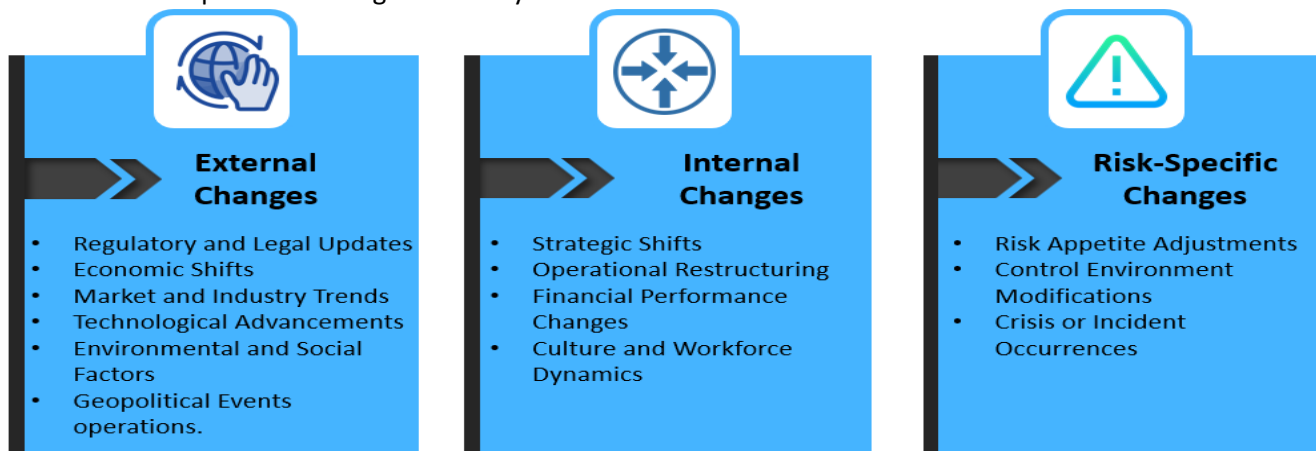 External
Changes
• Regulatory and Legal Updates
• Economic Shifts
• Market and Industry Trends
• Technological Advancements
• Environmental and Social
Factors
• Geopolitical Events
operations.
Internal
Changes
• Strategic Shifts
• Operational Restructuring
• Financial Performance
Changes
• Culture and Workforce
Dynamics
Risk-Specific
Changes
• Risk Appetite Adjustments
• Control Environment
Modifications
• Crisis or Incident
Occurrences